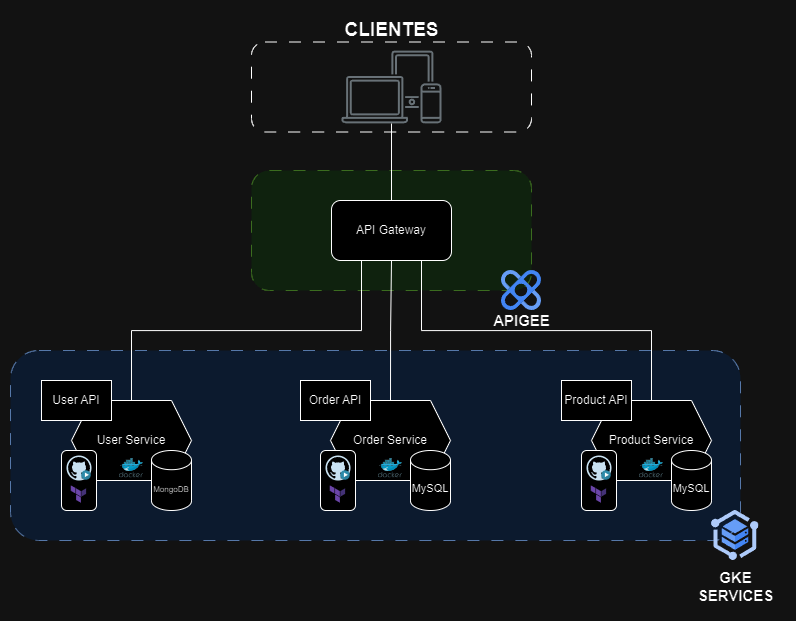 CLIENTES
API Gateway
APIGEE
User API
Order API
Product API
User Service
Order Service
Product Service
docker
docker
docker
MongoDB
MySQL
MySQL
GKE
SERVICES